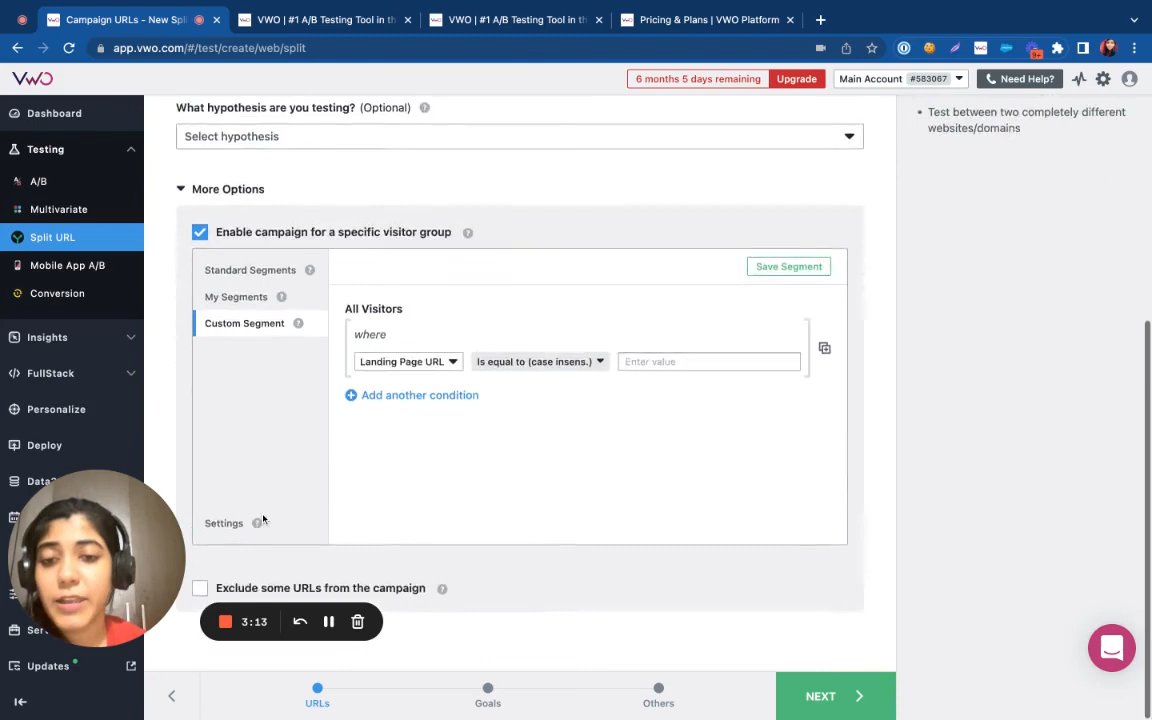 Campaign URLs - New Spl
VWO | #1 A/B Testing Tool in th
VWO | #1 A/B Testing Tool in th
Pricing & Plans | VWO Platform
app.vwo.com/#/test/create/web/split
9+
VWO
6 months 5 days remaining
Upgrade
Main Account #583067
Need Help?
Dashboard
Testing
A/B
Multivariate
Split URL
Mobile App A/B
Conversion
Insights
FullStack
Personalize
Deploy
Updates
What hypothesis are you testing? (Optional)
Select hypothesis
More Options
Enable campaign for a specific visitor group
Standard Segments
My Segments
Custom Segment
Settings
Save Segment
All Visitors
where
Landing Page URL
Is equal to (case insens.)
Enter value
Add another condition
Exclude some URLs from the campaign
3:13
URLs
Goals
Others
NEXT
• Test between two completely different
websites/domains